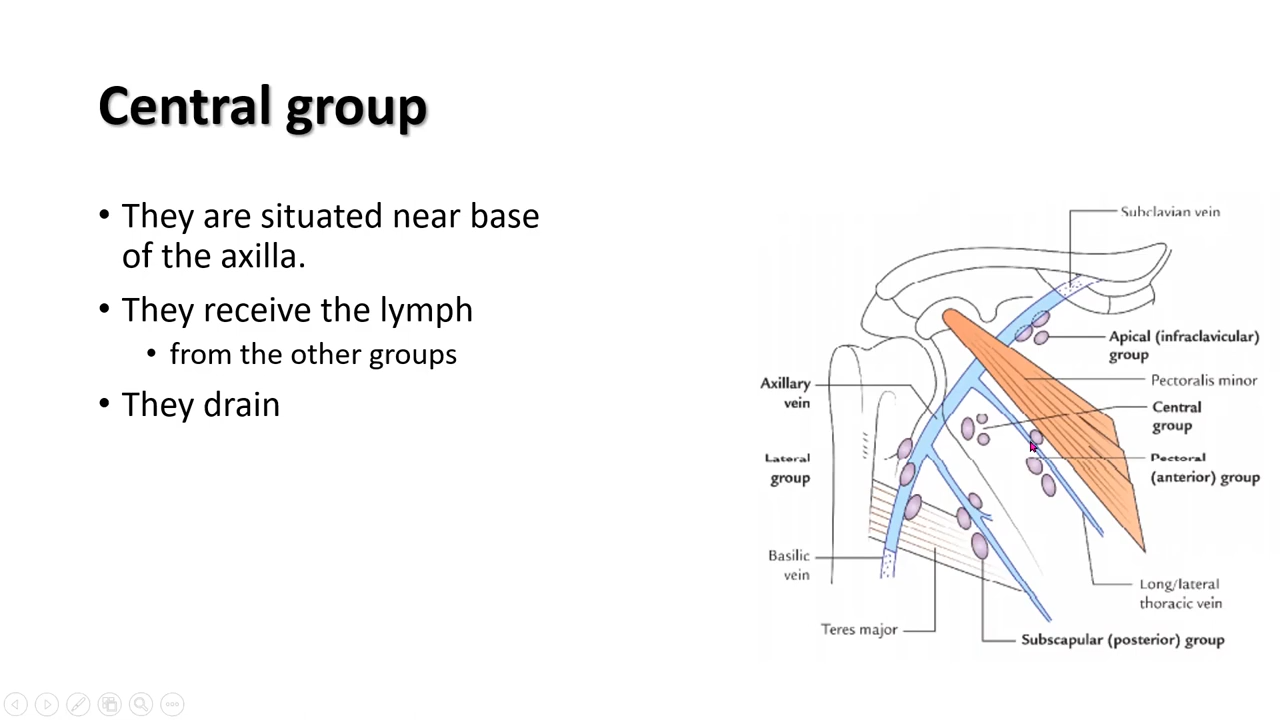 Central group
• They are situated near base
of the axilla.
• They receive the lymph
• from the other groups
• They drain
Subclavian vein
Apical (infraclavicular)
group
Pectoralis minor
Axillary
vein
Central
group
Lateral
group
Pectoral
(anterior) group
Basilic
vein
Long/lateral
thoracic vein
Teres major
Subscapular (posterior) group